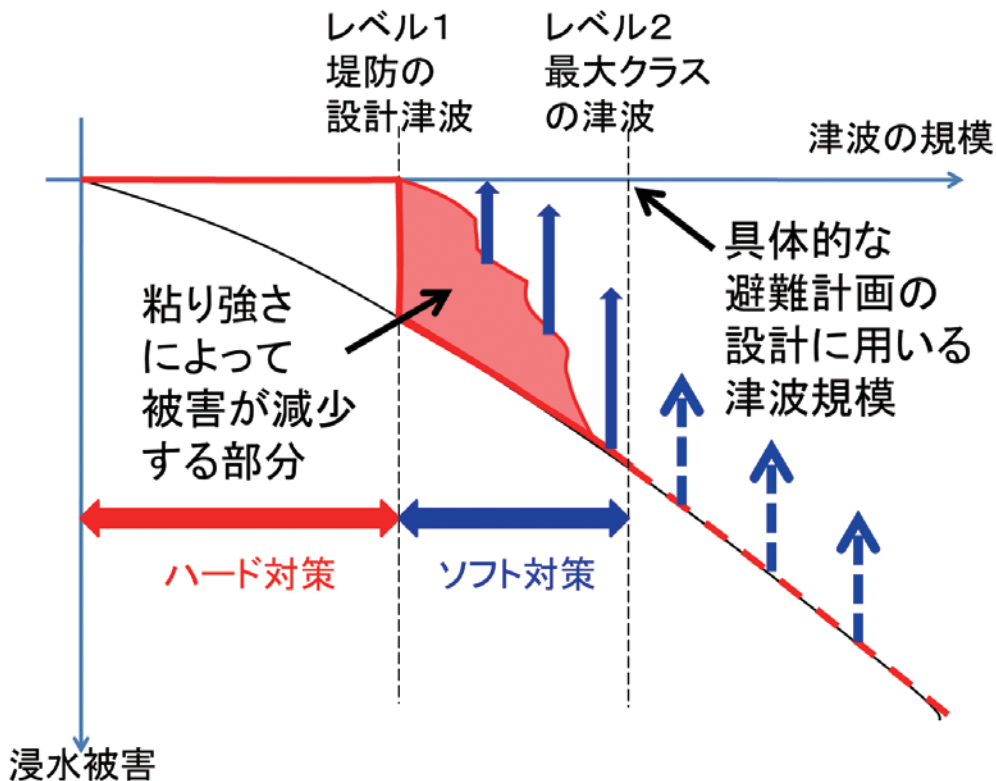 レベル１
堤防の
設計津波
レベル２
最大クラス
の津波
津波の規模
具体的な
避難計画の
設計に用いる
津波規模
粘り強さ
によって
被害が減少
する部分
ハード対策
ソフト対策
浸水被害